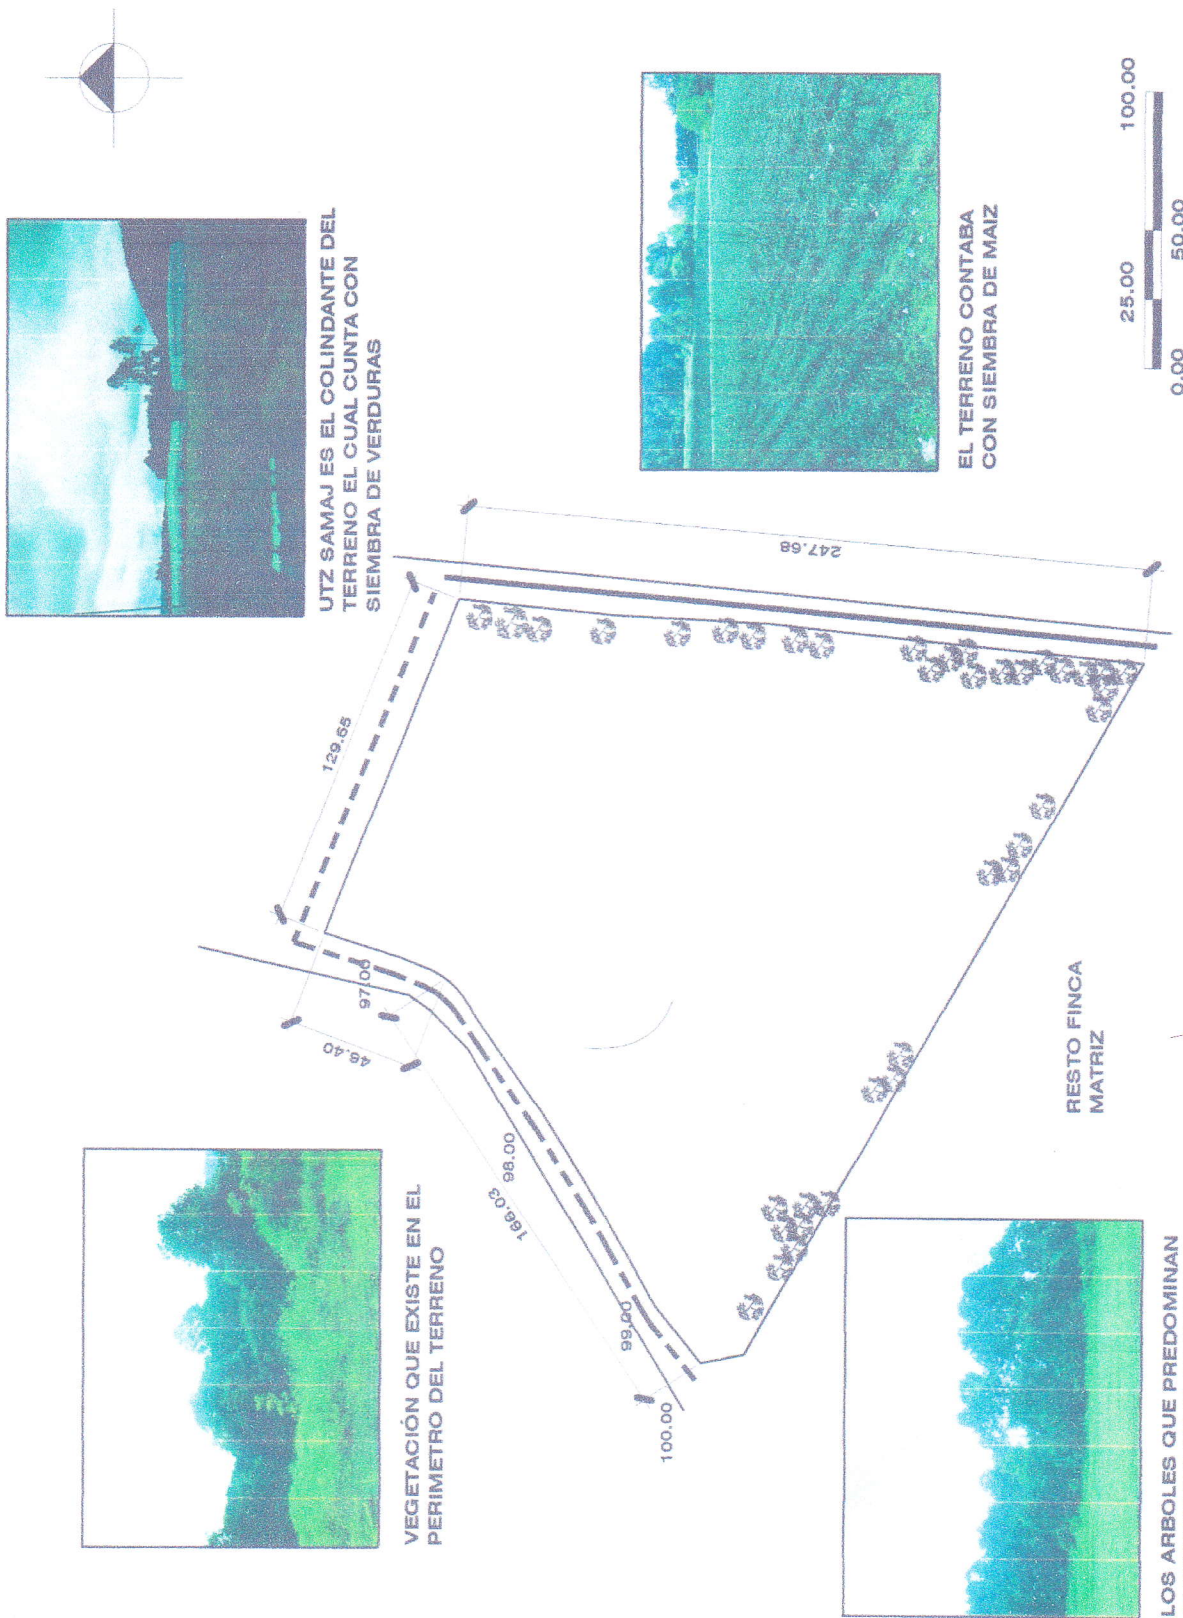 VEGETACIÓN QUE EXISTE EN EL
PERIMETRO DEL TERRENO
UTZ SAMAJ ES EL COLINDANTE DEL
TERRENO EL CUAL CUNTA CON
SIEMBRA DE VERDURAS
48.40
129.65
97.00
168.03
98.00
99.00
100.00
247.68
LOS ARBOLES QUE PREDOMINAN
RESTO FINCA
MATRIZ
EL TERRENO CONTABA
CON SIEMBRA DE MAIZ
25.00
100.00
0.00
50.00